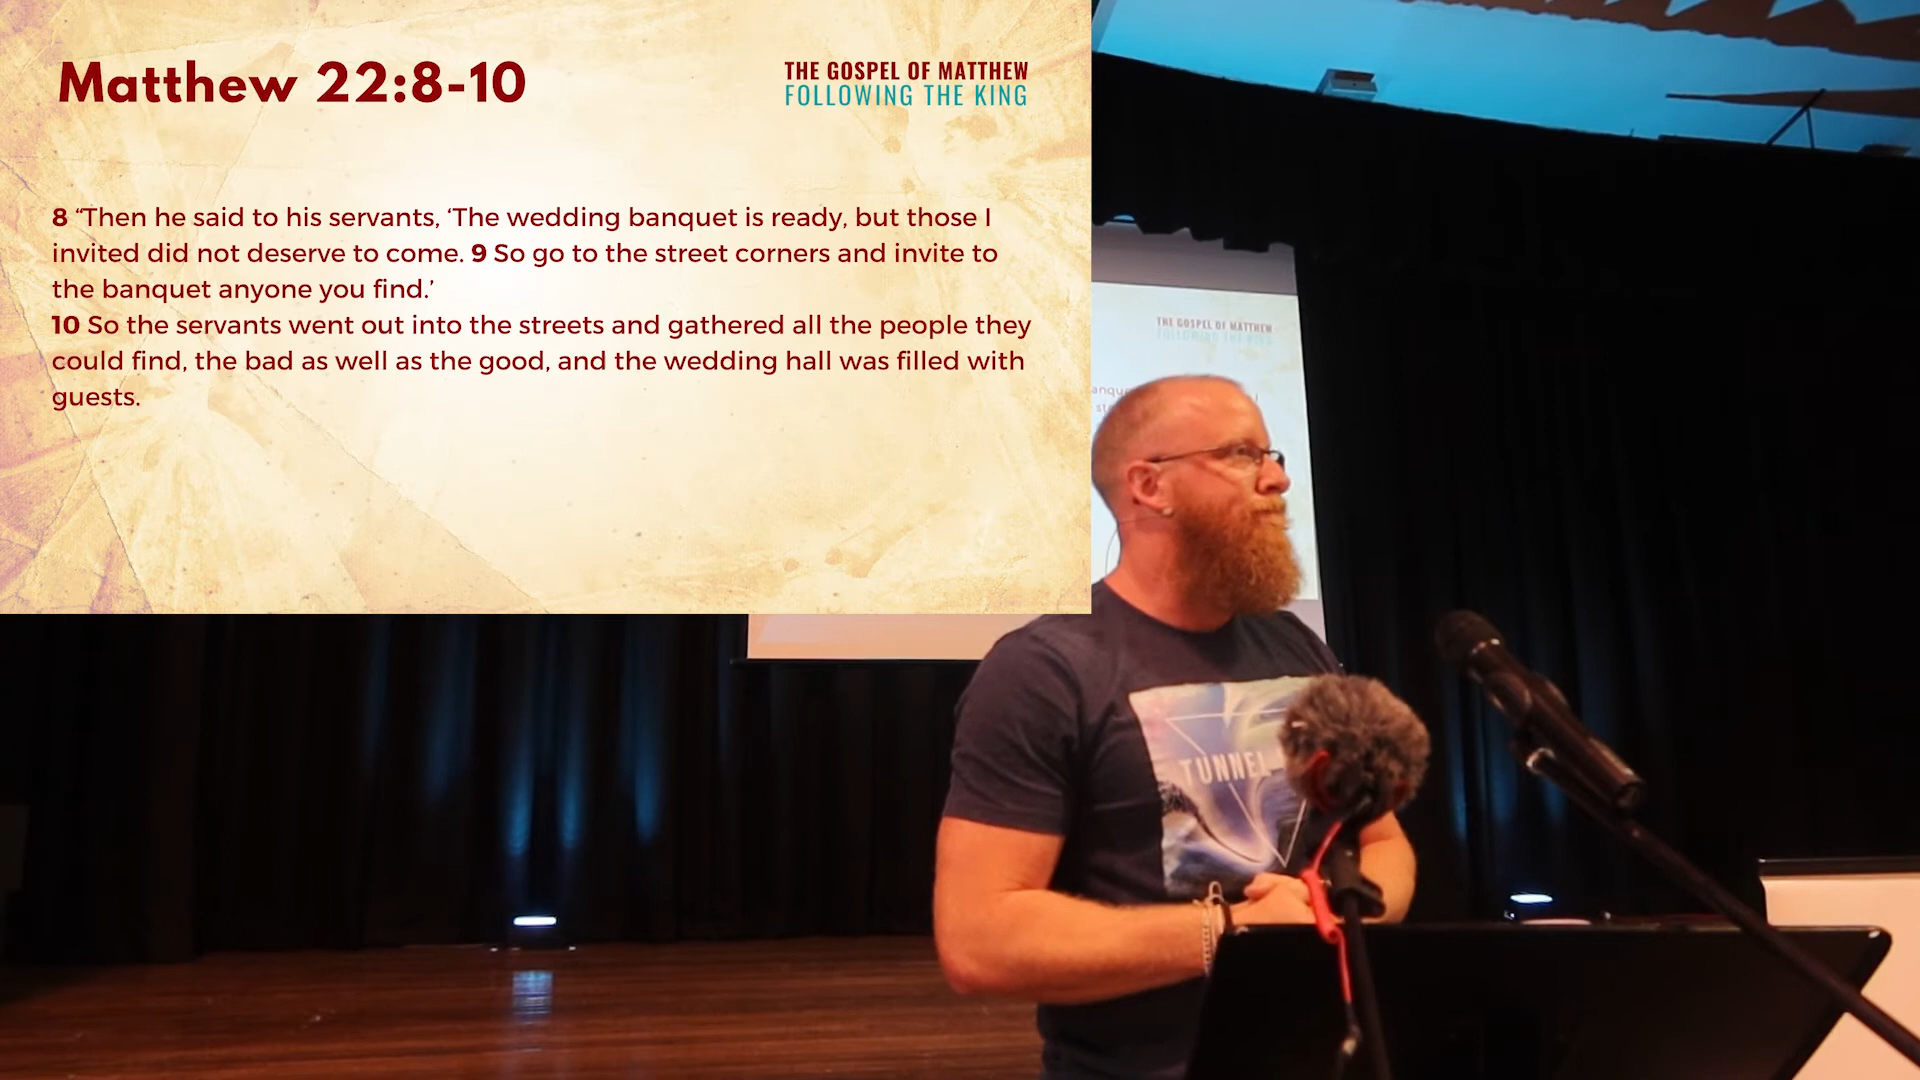 Matthew 22:8-10
THE GOSPEL OF MATTHEW
FOLLOWING THE KING
8 “Then he said to his servants, ‘The wedding banquet is ready, but those I
invited did not deserve to come. 9 So go to the street corners and invite to
the banquet anyone you find.’
10 So the servants went out into the streets and gathered all the people they
could find, the bad as well as the good, and the wedding hall was filled with
guests.
THE GOSPEL OF MATTHEW
FOLLOWING THE KING
TUNNEL